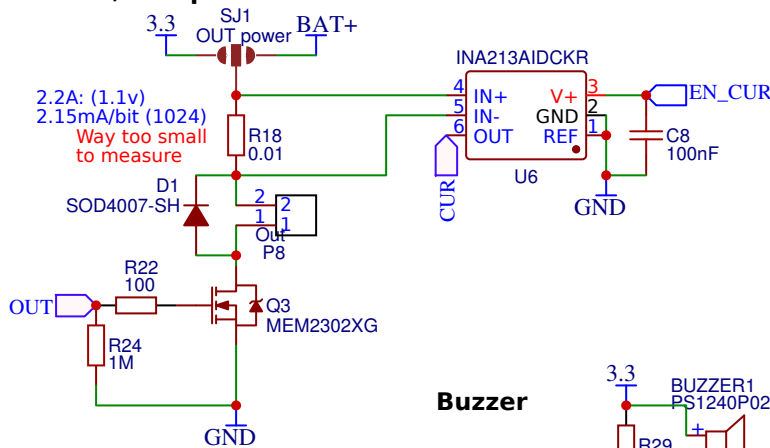 SJ1
3.3
BAT+
OUT power
INA213AIDCKR
2.2A: (1.1v)
2.15mA/bit (1024)
Way too small
to measure
R18
0.01
4 IN+
5 IN-
6 OUT
V+ 3
GND 2
REF 1
EN_CUR
C8
100nF
U6
CUR
GND
D1
SOD4007-SH
2 2
1 1
Out
P8
R22
100
OUT
Q3
MEM2302XG
R24
1M
GND
Buzzer
3.3
BUZZER1
PS1240P02
+
R29